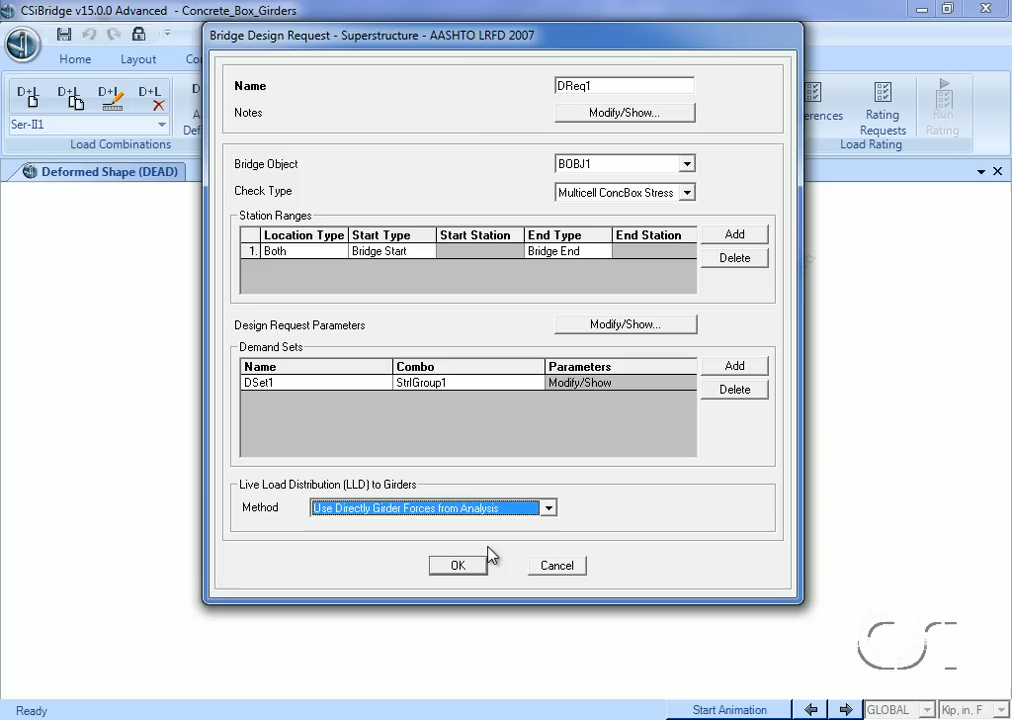 CSiBridge v15.0.0 Advanced - Concrete_Box_Girders
Home
Layout
D+L
D+L
D+L
D+L
Ser-II1
Load Combinations
Rating
Requests
Run
Rating
Load Rating
Deformed Shape (DEAD)
Bridge Design Request - Superstructure - AASHTO LRFD 2007
Name
DReq1
Notes
Modify/Show...
Bridge Object
BOBJ1
Check Type
Multicell ConcBox Stress
Station Ranges
Location Type Start Type Start Station End Type End Station
1. Both Bridge Start Bridge End
Add
Delete
Design Request Parameters
Modify/Show...
Demand Sets
Name Combo Parameters
DSet1 StrIGroup1 Modify/Show
Add
Delete
Live Load Distribution (LLD) to Girders
Method
Use Directly Girder Forces from Analysis
OK
Cancel
CSI
Ready
Start Animation
GLOBAL
Kip, in, F